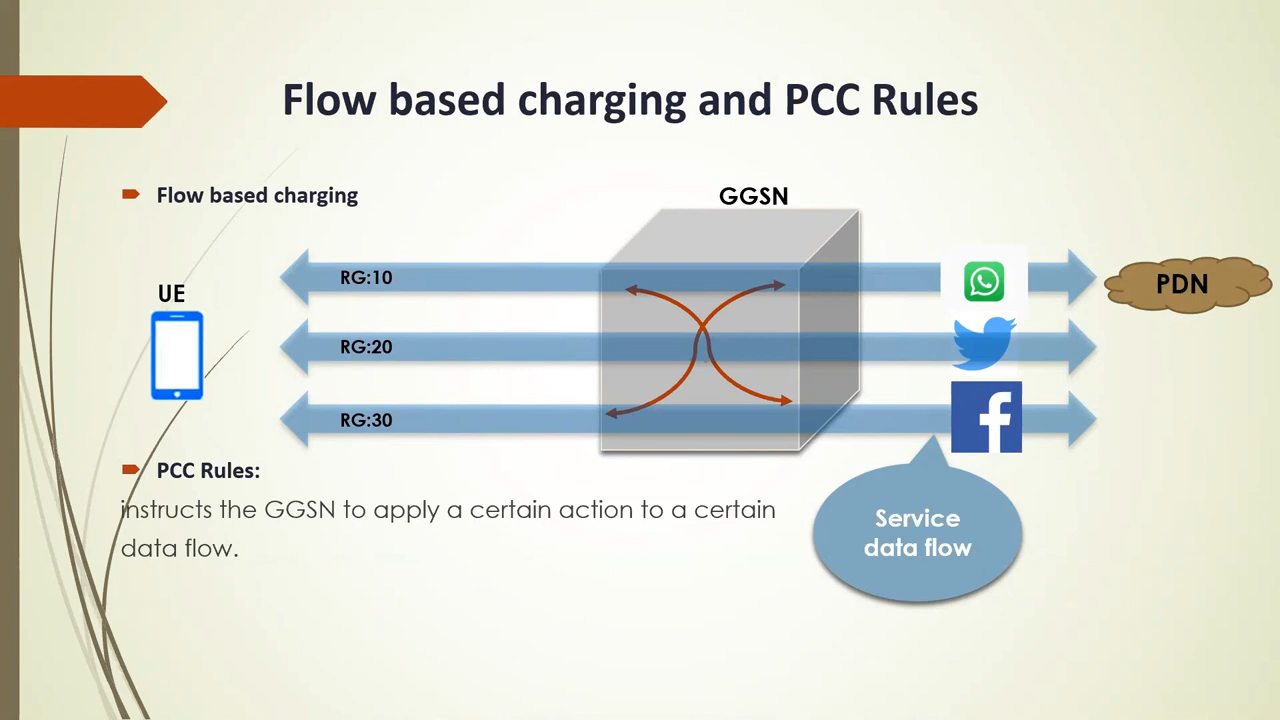 Flow based charging and PCC Rules
Flow based charging
GGSN
RG:10
PDN
UE
RG:20
RG:30
PCC Rules:
instructs the GGSN to apply a certain action to a certain
data flow.
Service
data flow